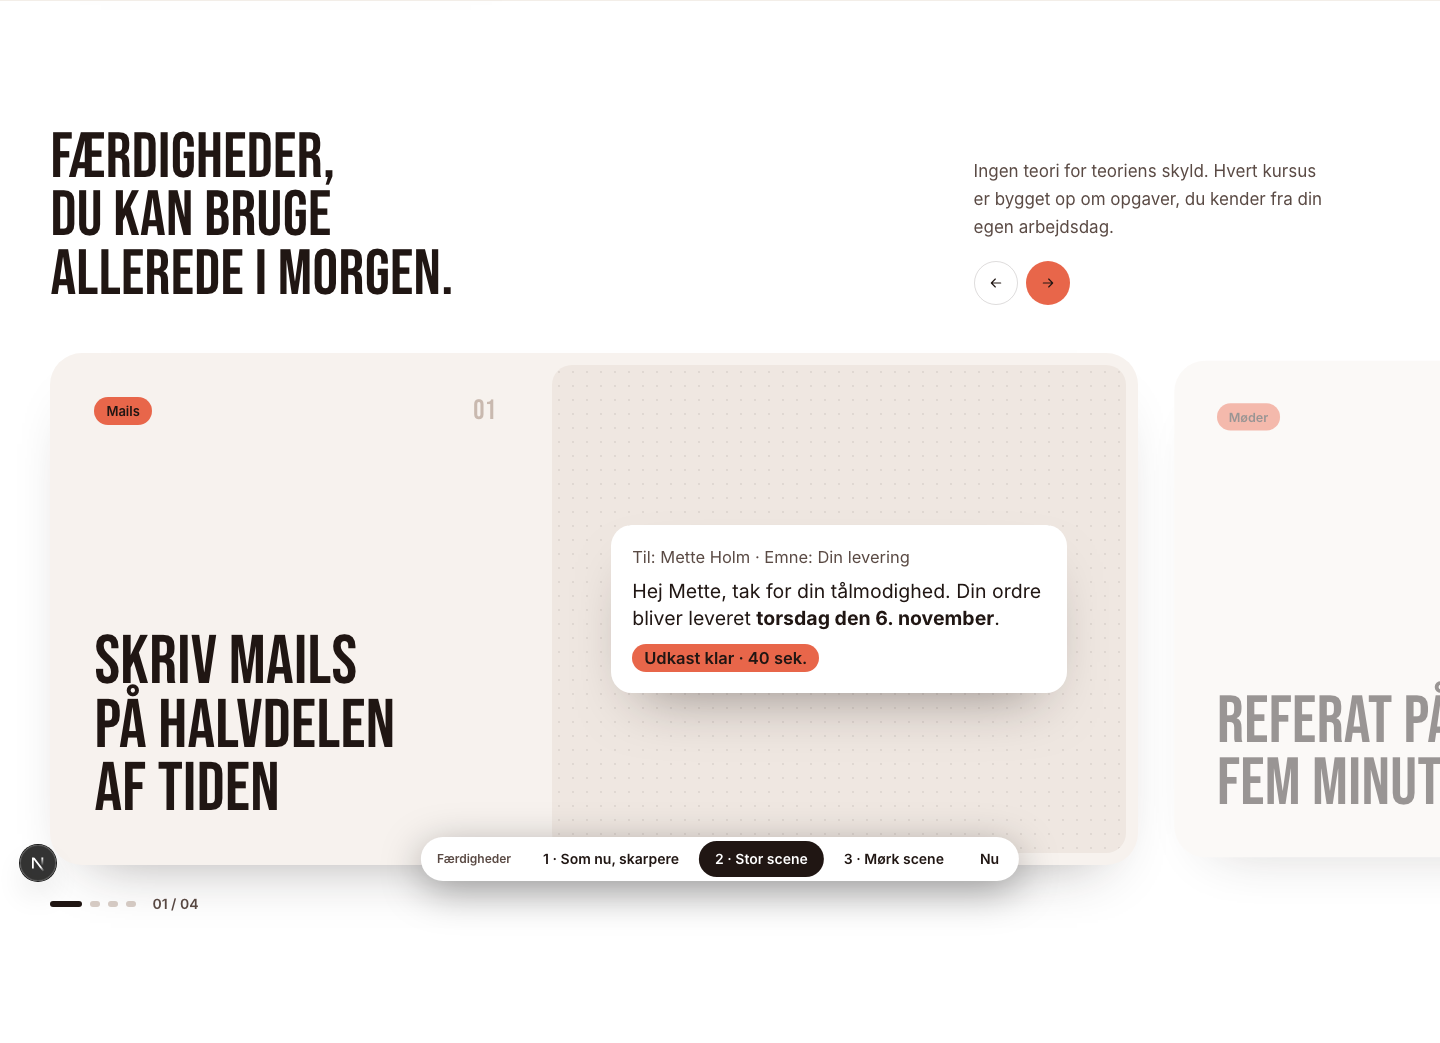 FÆRDIGHEDER,
DU KAN BRUGE
ALLEREDE I MORGEN.
Ingen teori for teoriens skyld. Hvert kursus
er bygget op om opgaver, du kender fra din
egen arbejdsdag.
← →
Mails
01
SKRIV MAILS
PÅ HALVDELEN
AF TIDEN
Til: Mette Holm · Emne: Din levering
Hej Mette, tak for din tålmodighed. Din ordre
bliver leveret torsdag den 6. november.
Udkast klar · 40 sek.
Møder
REFERAT PÅ
FEM MINUT
N
Færdigheder 1 · Som nu, skarpere 2 · Stor scene 3 · Mørk scene Nu
01 / 04